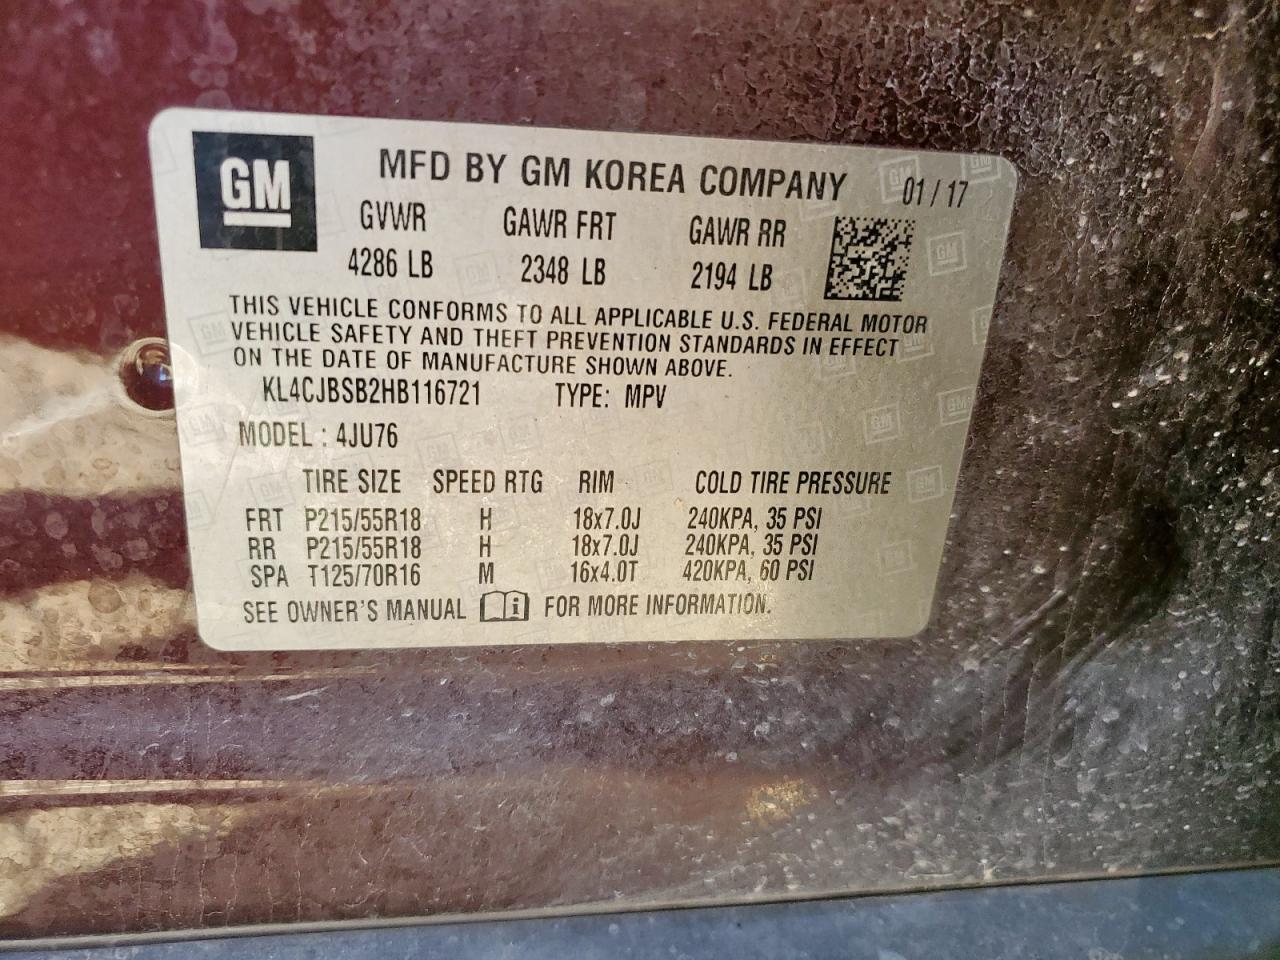 GM
MFD BY GM KOREA COMPANY 01 / 17
GVWR GAWR FRT GAWR RR
4286 LB 2348 LB 2194 LB
THIS VEHICLE CONFORMS TO ALL APPLICABLE U.S. FEDERAL MOTOR
VEHICLE SAFETY AND THEFT PREVENTION STANDARDS IN EFFECT
ON THE DATE OF MANUFACTURE SHOWN ABOVE.
KL4CJBSB2HB116721 TYPE: MPV
MODEL : 4JU76
TIRE SIZE SPEED RTG RIM COLD TIRE PRESSURE
FRT P215/55R18 H 18x7.0J 240KPA, 35 PSI
RR P215/55R18 H 18x7.0J 240KPA, 35 PSI
SPA T125/70R16 M 16x4.0T 420KPA, 60 PSI
SEE OWNER'S MANUAL FOR MORE INFORMATION.